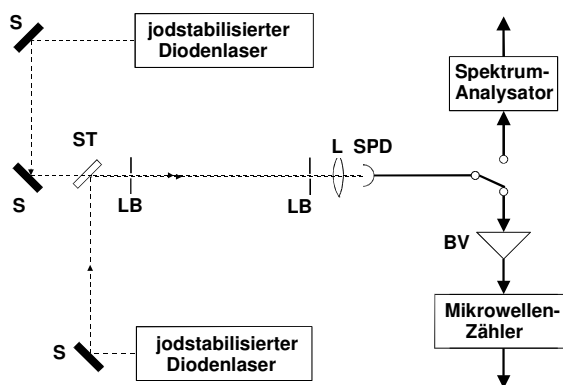 S
jodstabilisierter
Diodenlaser
Spektrum-
Analysator
ST
L SPD
S
LB
LB
BV
Mikrowellen-
Zähler
S
jodstabilisierter
Diodenlaser